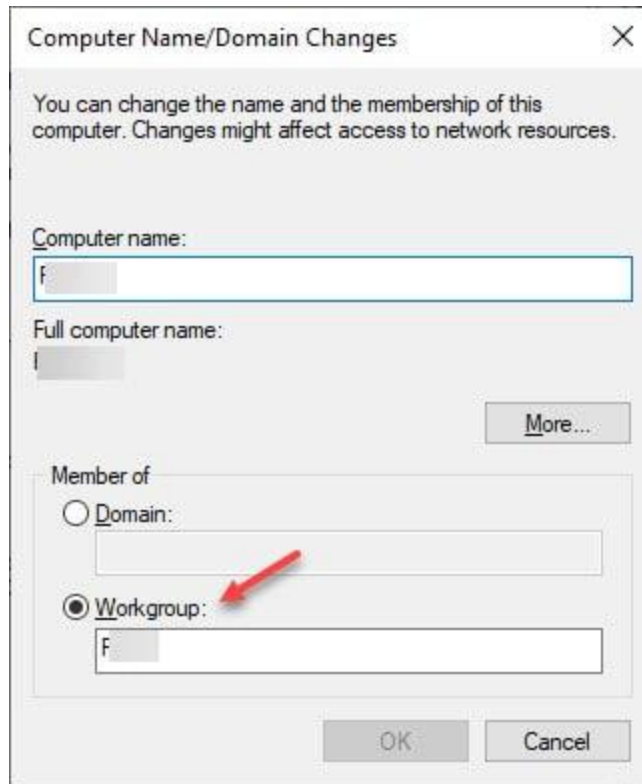 Computer Name/Domain Changes
You can change the name and the membership of this
computer. Changes might affect access to network resources.
Computer name:
Full computer name:
More...
Member of
Domain:
Workgroup:
OK
Cancel